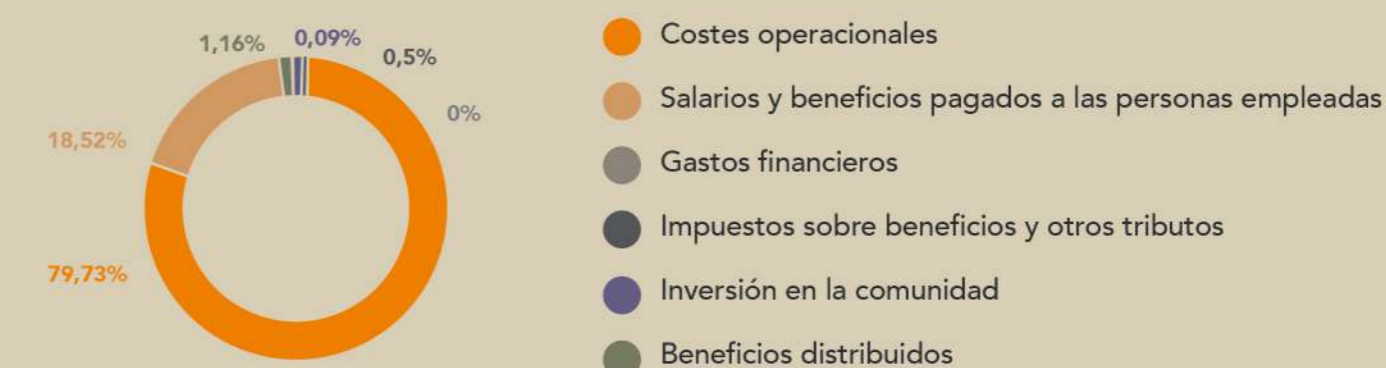 1,16%
0,09%
0,5%
0%
18,52%
79,73%
Costes operacionales
Salarios y beneficios pagados a las personas empleadas
Gastos financieros
Impuestos sobre beneficios y otros tributos
Inversión en la comunidad
Beneficios distribuidos